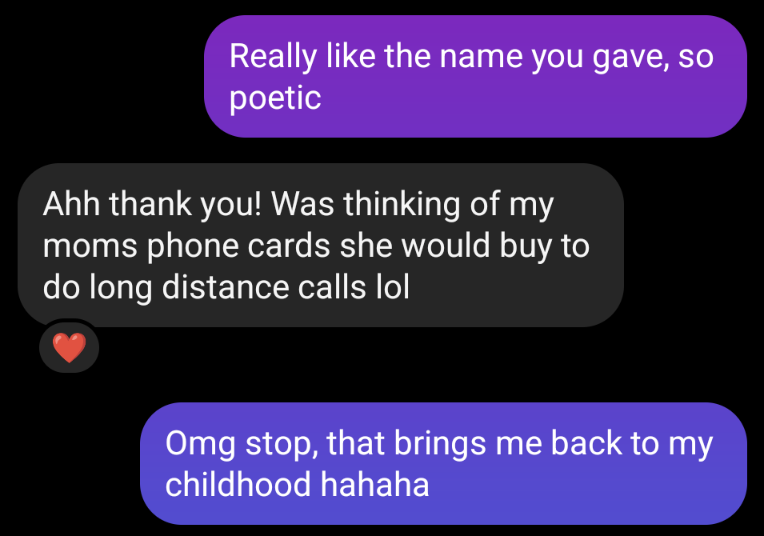 Really like the name you gave, so
poetic
Ahh thank you! Was thinking of my
moms phone cards she would buy to
do long distance calls lol
Omg stop, that brings me back to my
childhood hahaha